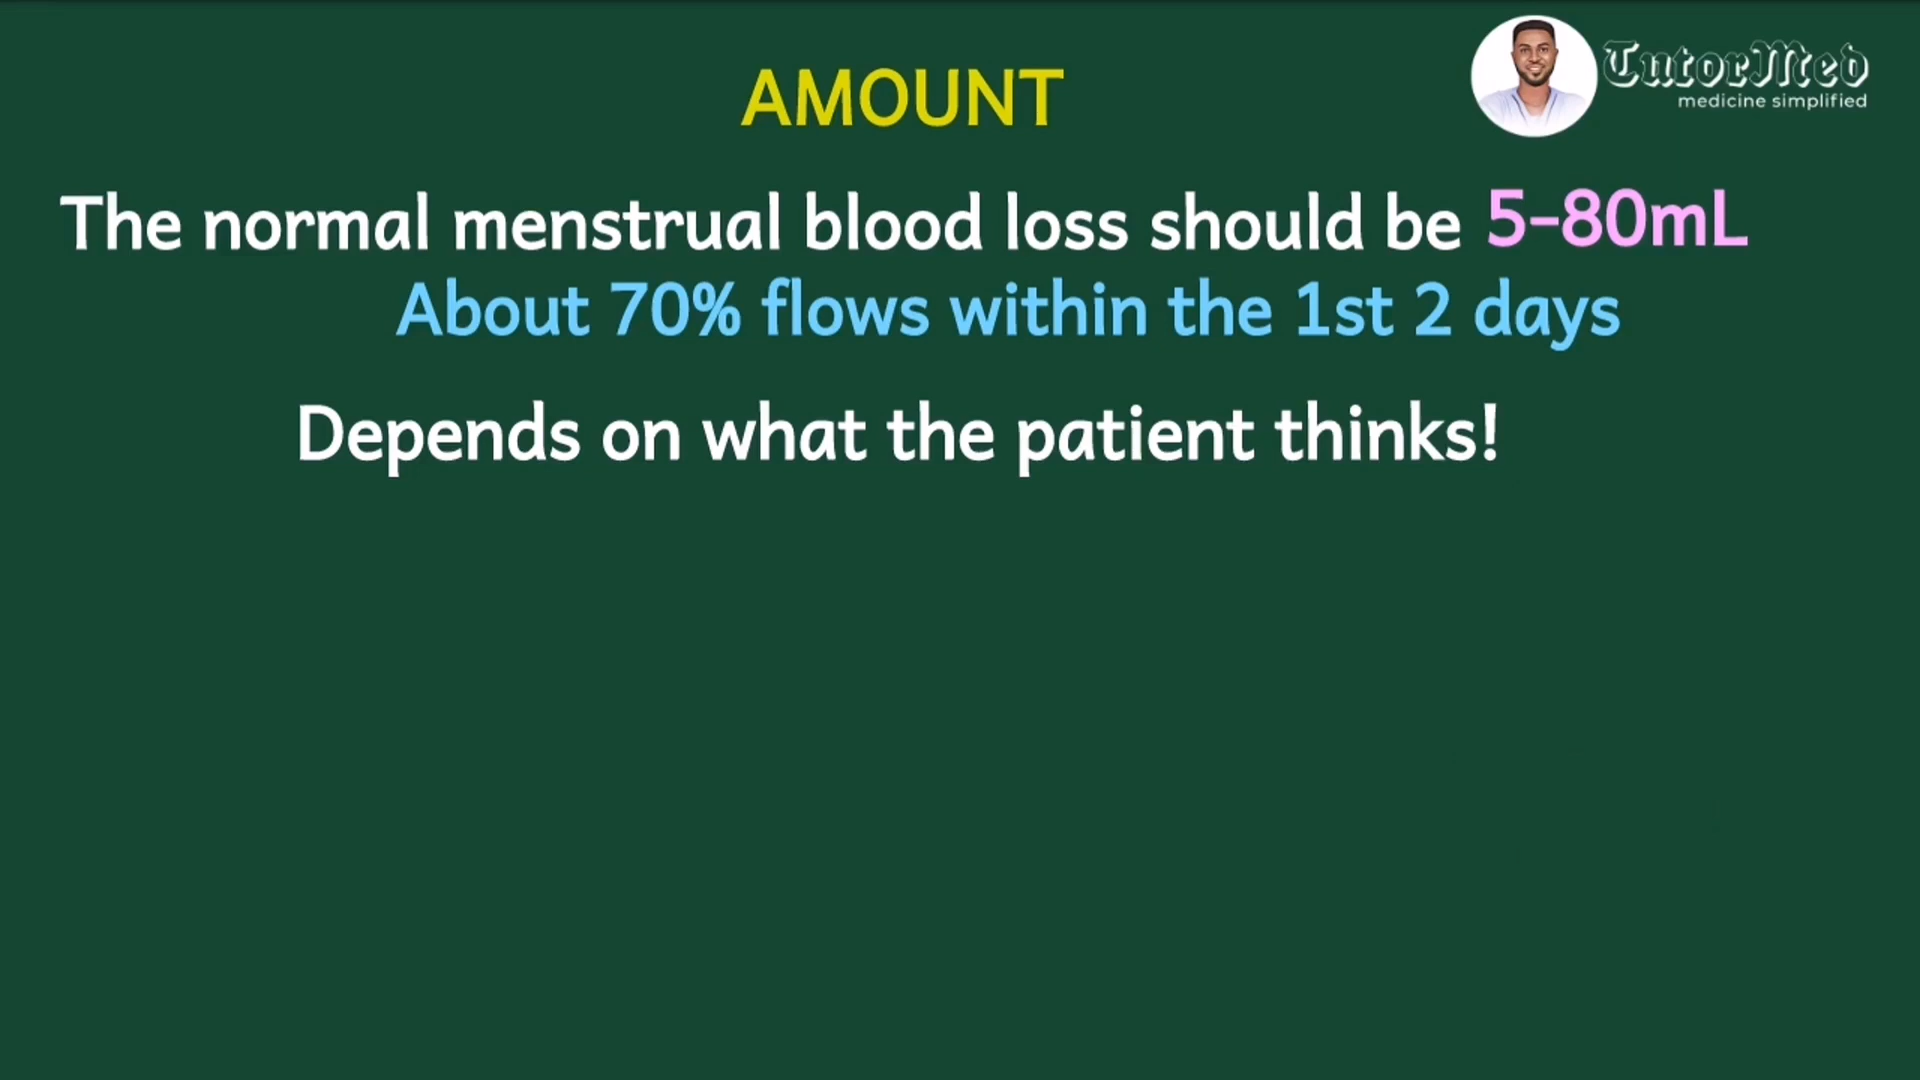 TutorMed
medicine simplified
AMOUNT
The normal menstrual blood loss should be 5-80mL
About 70% flows within the 1st 2 days
Depends on what the patient thinks!